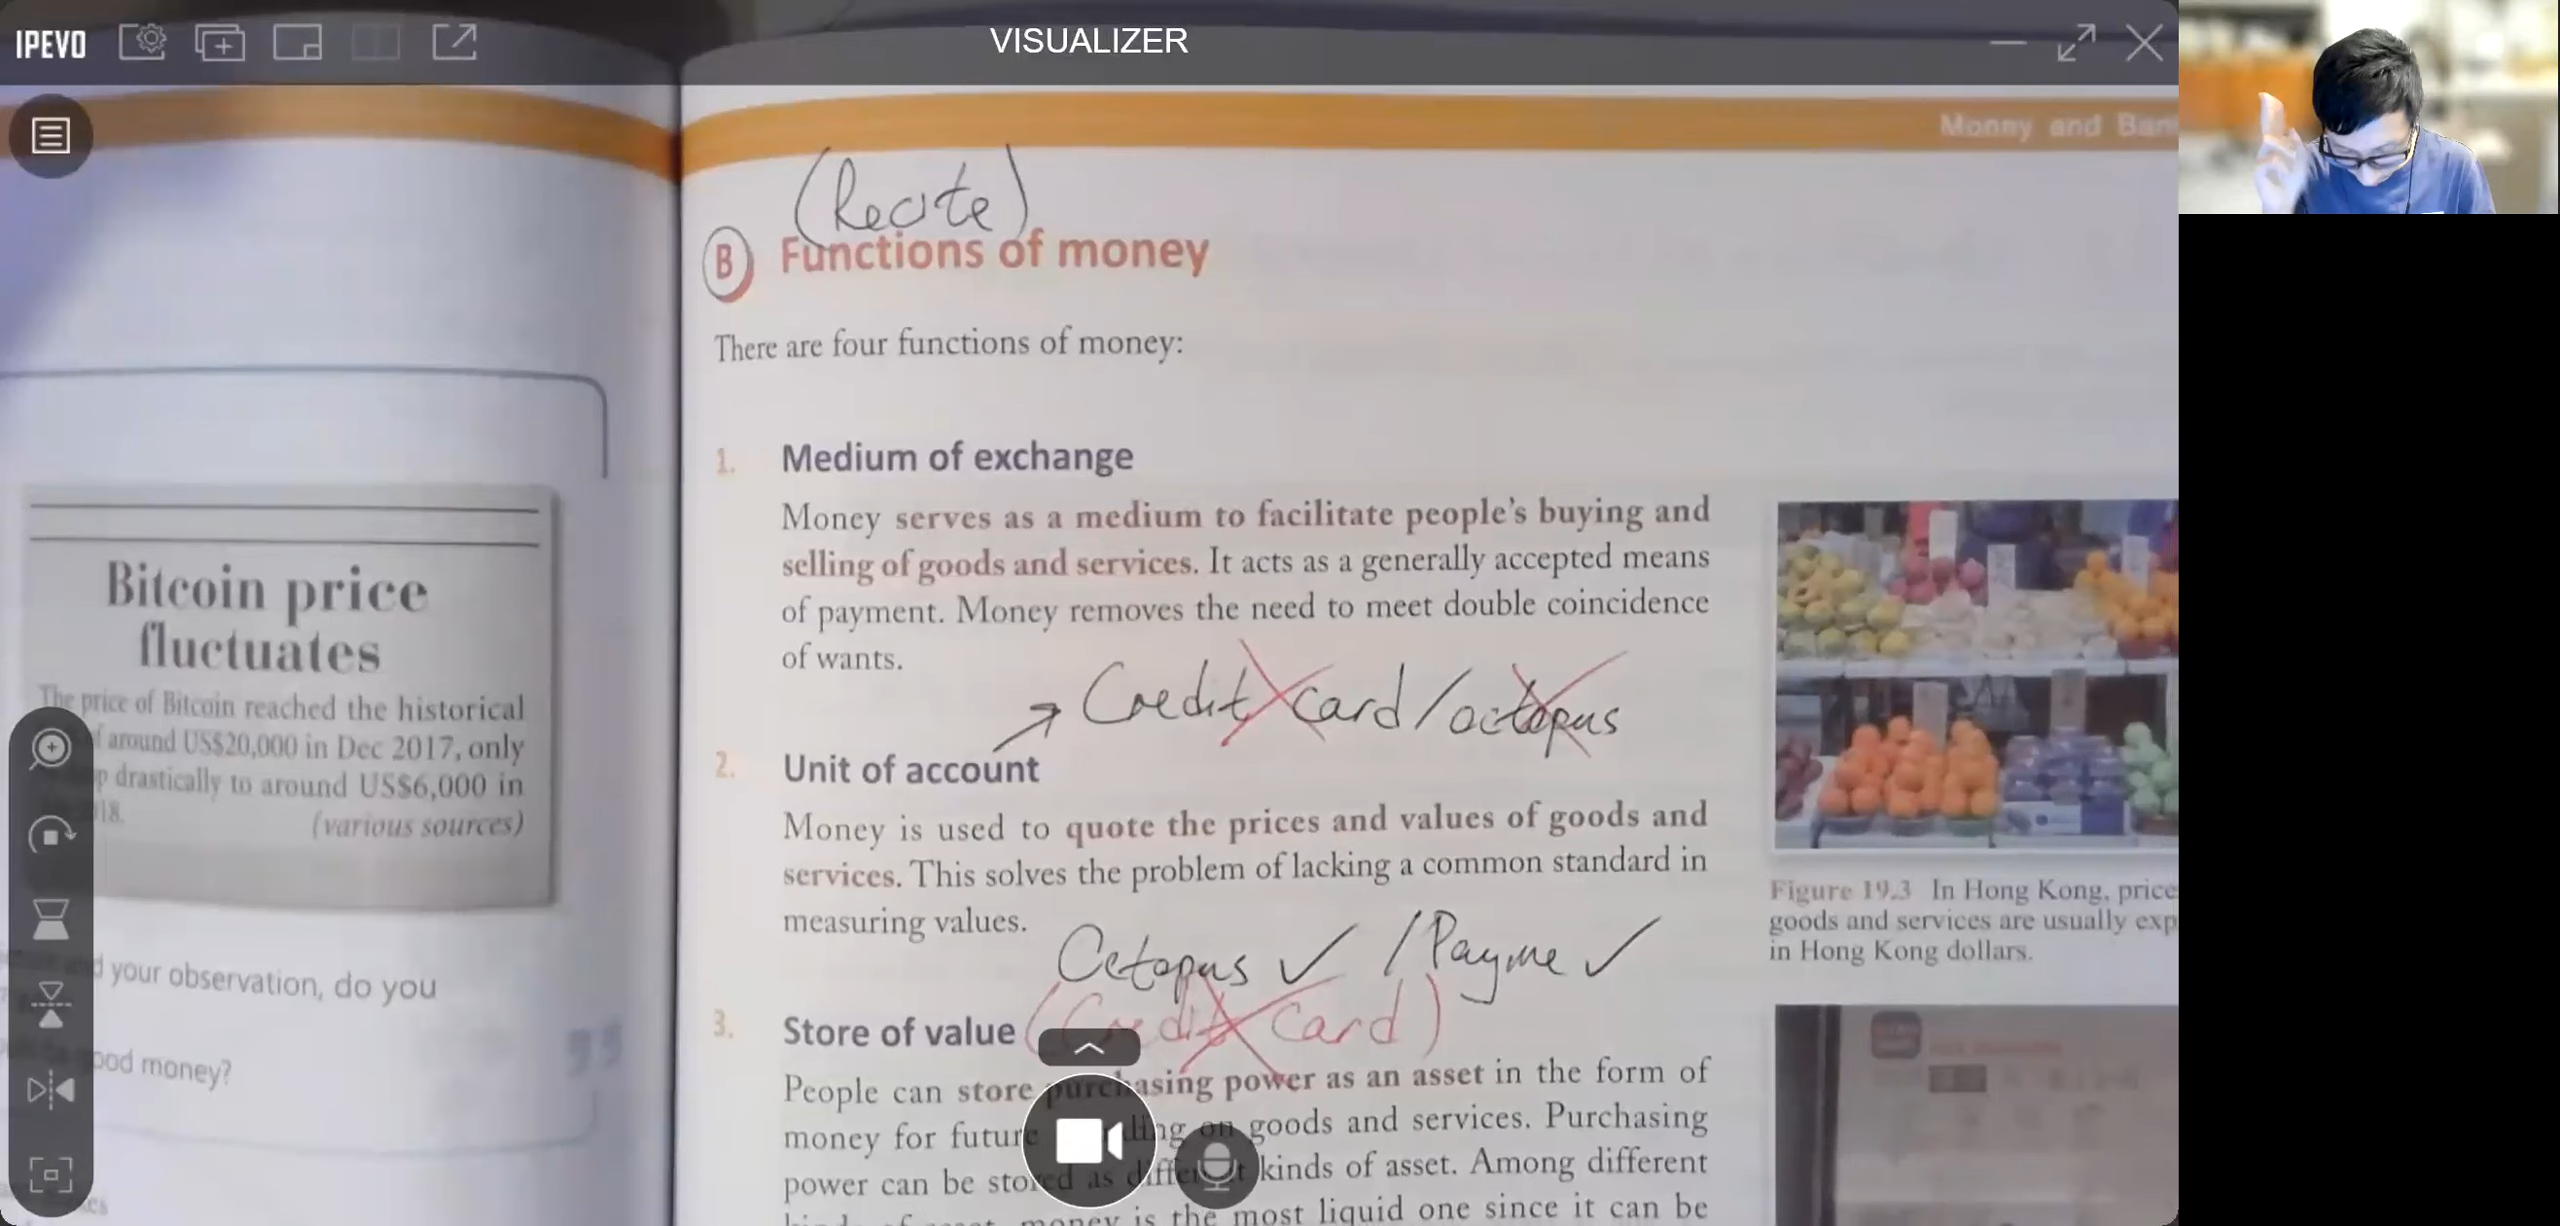 IPEVO
VISUALIZER
Money and
(Recite)
B Functions of money
There are four functions of money:
1. Medium of exchange
Money serves as a medium to facilitate people's buying and
selling of goods and services. It acts as a generally accepted means
of payment. Money removes the need to meet double coincidence
of wants.
→ Credit card/octopus
2. Unit of account
Money is used to quote the prices and values of goods and
services. This solves the problem of lacking a common standard in
measuring values.
Octopus ✓ / Payme ✓
3. Store of value (Credit Card)
People can store purchasing power as an asset in the form of
money for future on goods and services. Purchasing
power can be stored as different kinds of asset. Among different
money is the most liquid one since it can be
Figure 19.3 In Hong Kong, price
goods and services are usually exp
in Hong Kong dollars.
Bitcoin price
fluctuates
The price of Bitcoin reached the historical
around US$20,000 in Dec 2017, only
drastically to around US$6,000 in
(various sources)
your observation, do you
good money?